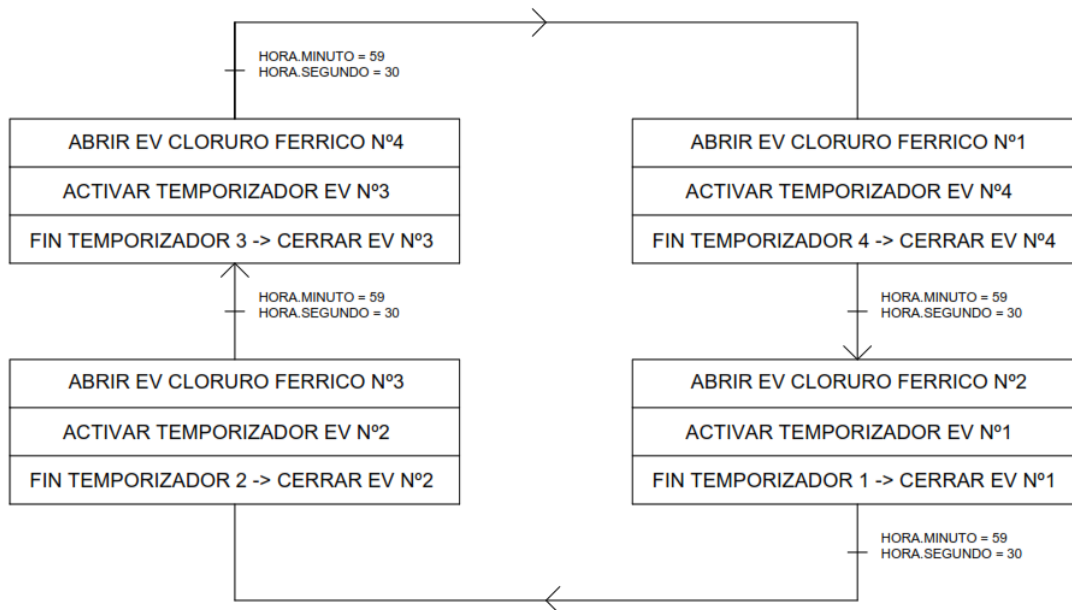 HORA.MINUTO = 59
HORA.SEGUNDO = 30
ABRIR EV CLORURO FERRICO Nº4
ACTIVAR TEMPORIZADOR EV Nº3
FIN TEMPORIZADOR 3 -> CERRAR EV Nº3
ABRIR EV CLORURO FERRICO Nº1
ACTIVAR TEMPORIZADOR EV Nº4
FIN TEMPORIZADOR 4 -> CERRAR EV Nº4
HORA.MINUTO = 59
HORA.SEGUNDO = 30
HORA.MINUTO = 59
HORA.SEGUNDO = 30
ABRIR EV CLORURO FERRICO Nº3
ACTIVAR TEMPORIZADOR EV Nº2
FIN TEMPORIZADOR 2 -> CERRAR EV Nº2
ABRIR EV CLORURO FERRICO Nº2
ACTIVAR TEMPORIZADOR EV Nº1
FIN TEMPORIZADOR 1 -> CERRAR EV Nº1
HORA.MINUTO = 59
HORA.SEGUNDO = 30